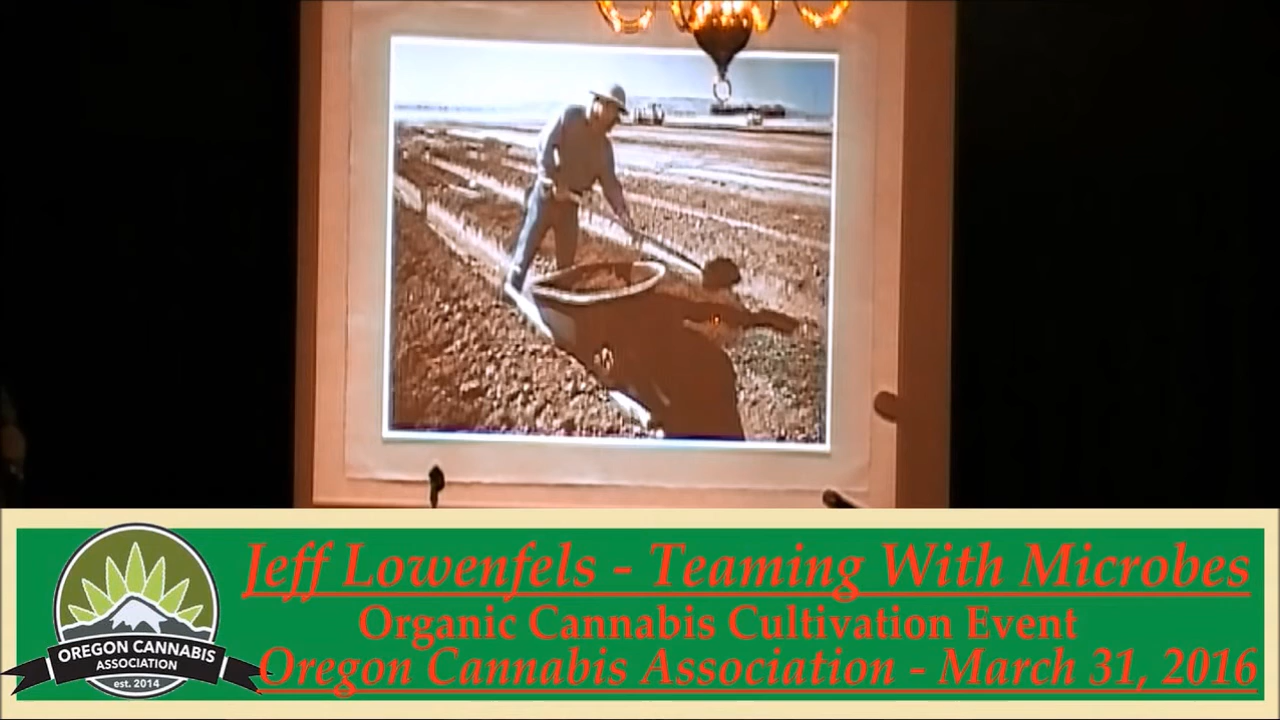 Jeff Lowenfels - Teaming With Microbes
Organic Cannabis Cultivation Event
Oregon Cannabis Association - March 31, 2016
OREGON CANNABIS
ASSOCIATION
est. 2014